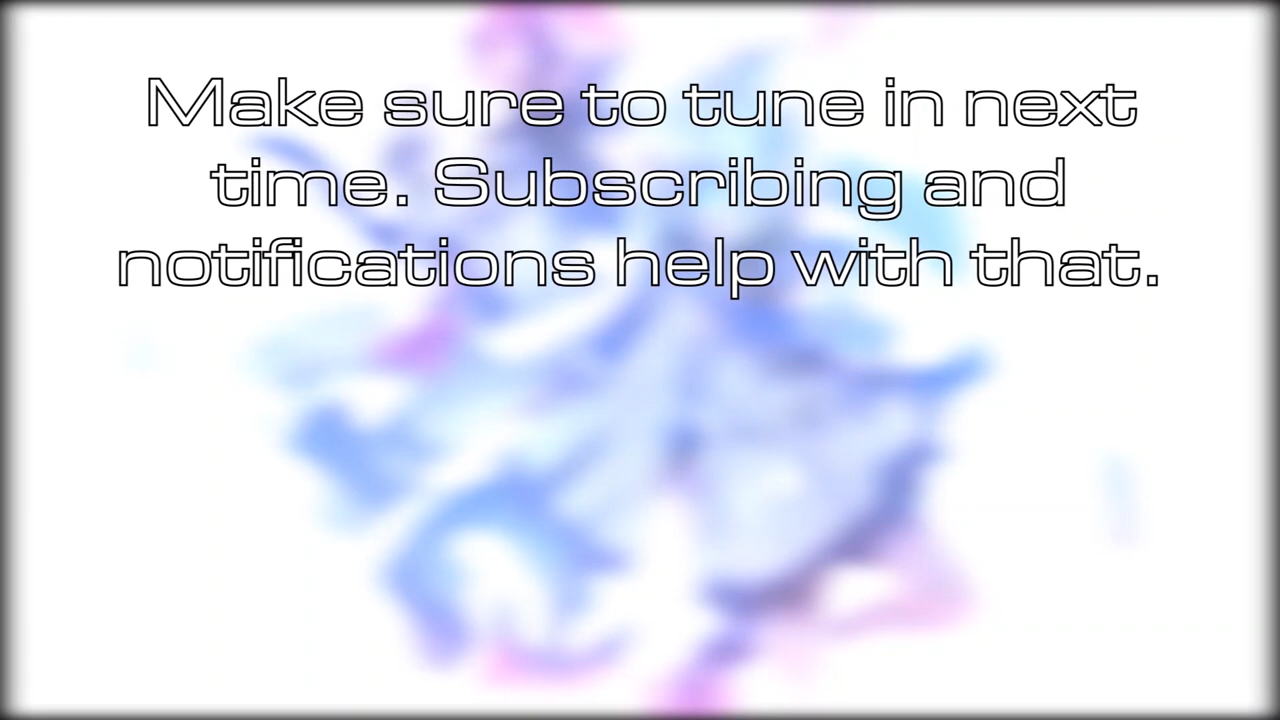 Make sure to tune in next
time. Subscribing and
notifications help with that.